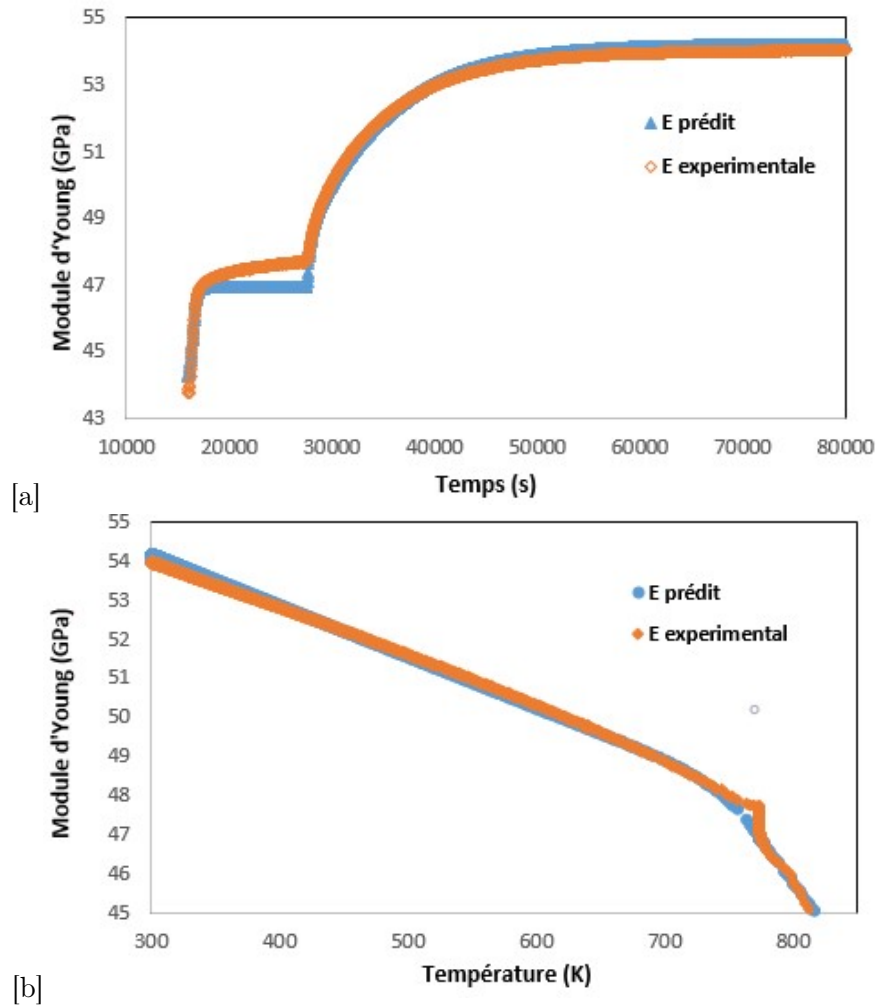 55
53
51
49
47
45
43
Module d'Young (GPa)
E prédit
E experimentale
10000 20000 30000 40000 50000 60000 70000 80000
Temps (s)
[a]
55
54
53
52
51
50
49
48
47
46
45
Module d'Young (GPa)
E prédit
E experimental
300 400 500 600 700 800
Température (K)
[b]